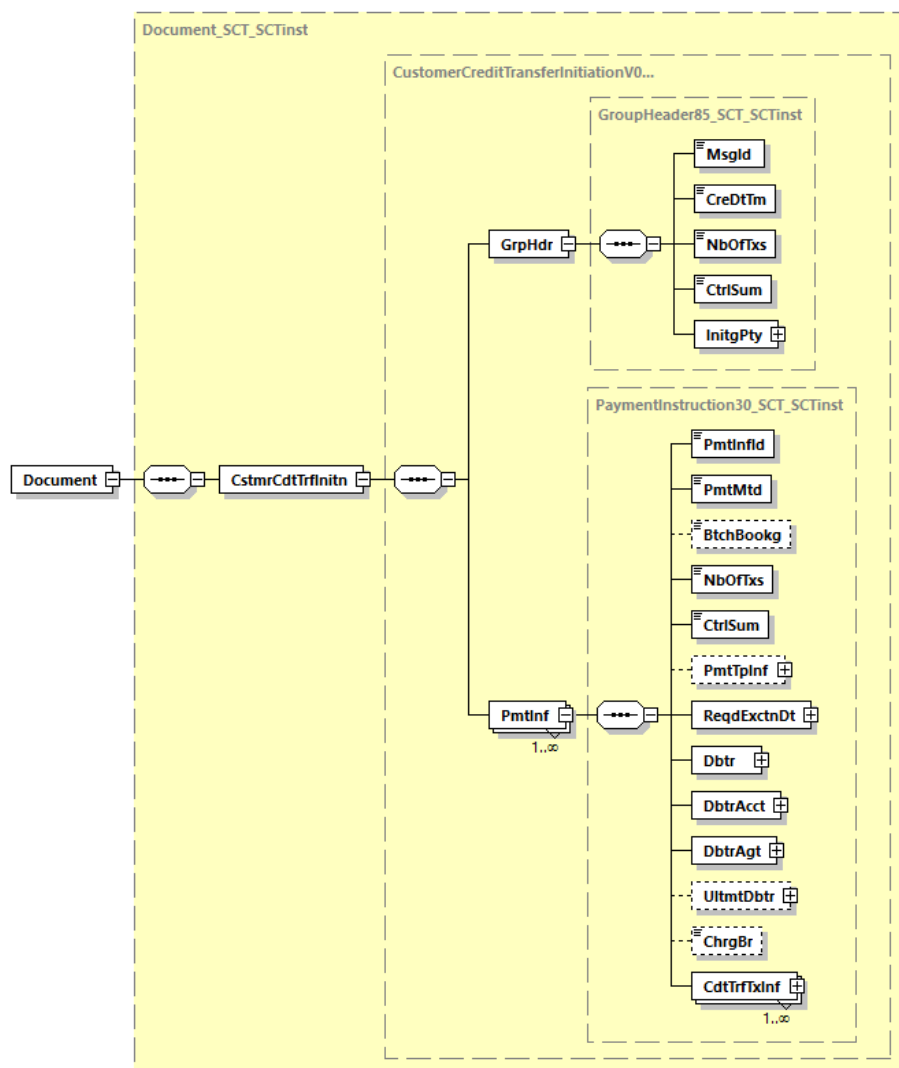 Document_SCT_SCTinst
CustomerCreditTransferInitiationV0...
GroupHeader85_SCT_SCTinst
MsgId
CreDtTm
NbOfTxs
CtrlSum
InitgPty
GrpHdr
Document
CstmrCdtTrfInitn
PaymentInstruction30_SCT_SCTinst
PmtInfId
PmtMtd
BtchBookg
NbOfTxs
CtrlSum
PmtTpInf
PmtInf
1..∞
ReqdExctnDt
Dbtr
DbtrAcct
DbtrAgt
UltmtDbtr
ChrgBr
CdtTrfTxInf
1..∞